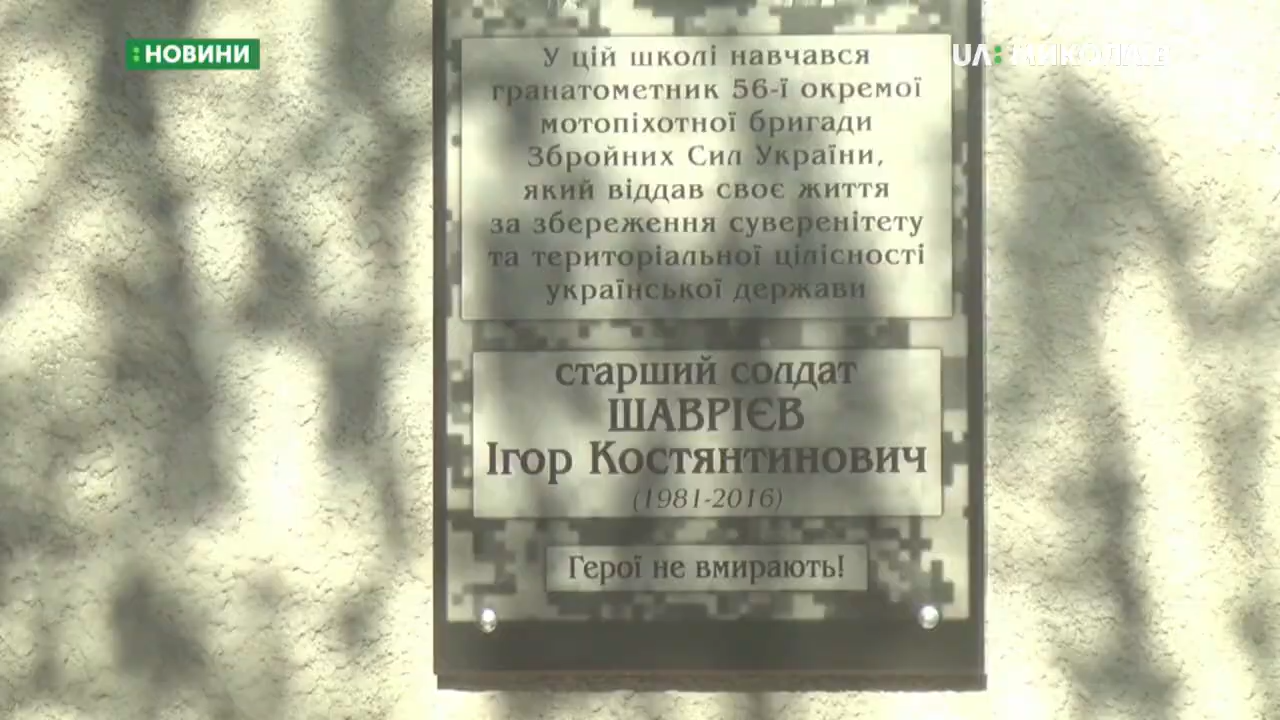 :НОВИНИ
UA: МИКОЛАЇВ
У цій школі навчався
гранатометник 56-ї окремої
мотопіхотної бригади
Збройних Сил України,
який віддав своє життя
за збереження суверенітету
та територіальної цілісності
української держави
старший солдат
ШАВРІЄВ
Ігор Костянтинович
(1981-2016)
Герої не вмирають!